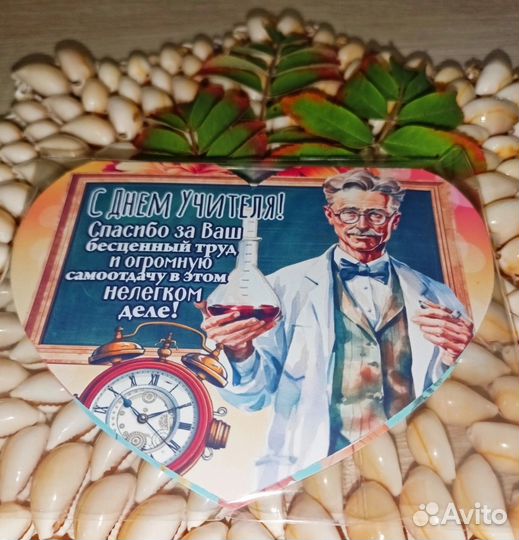 С Днем Учителя!
Спасибо за Ваш
бесценный труд
и огромную
самоотдачу в этом
нелегком
деле!
Avito